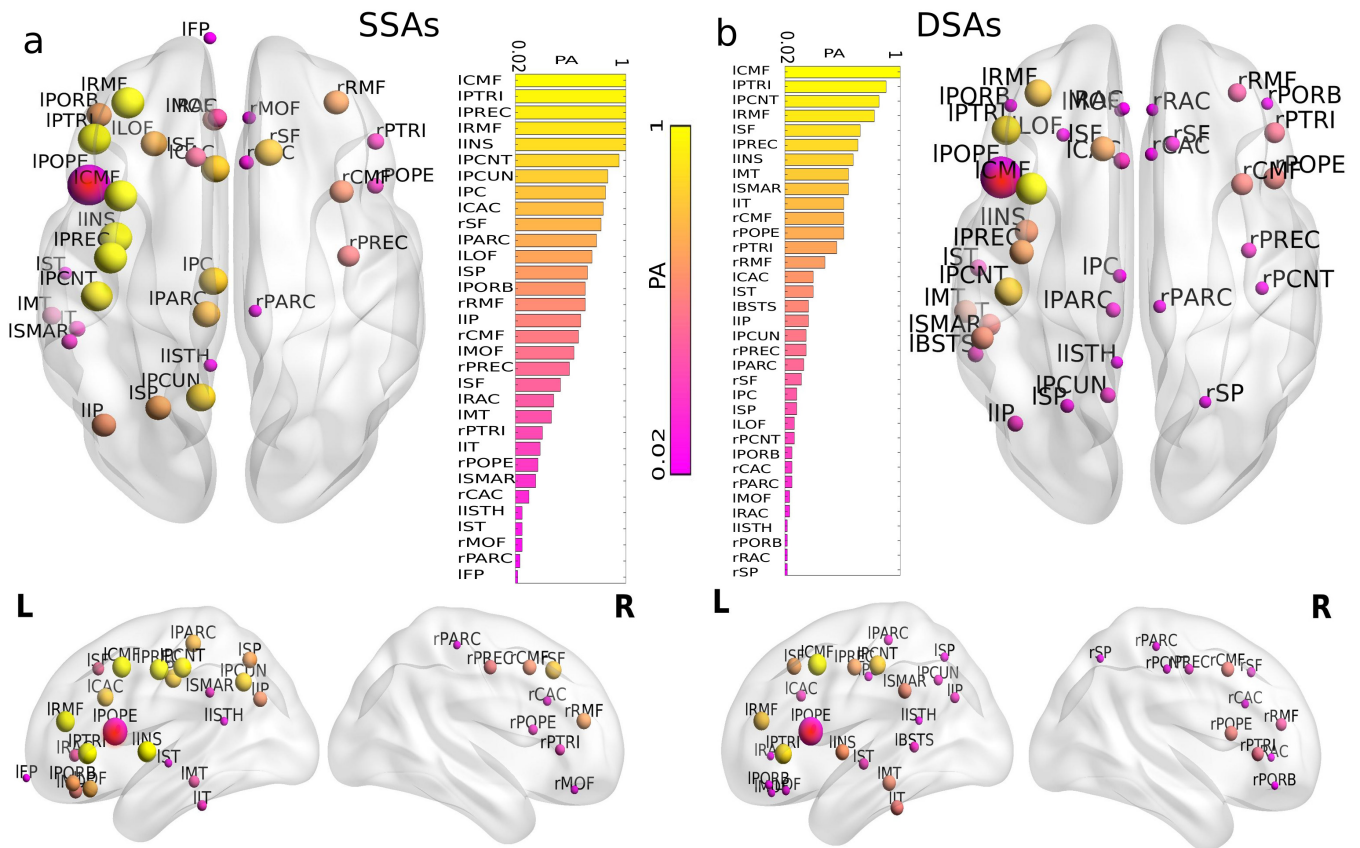 a
SSAs
lFP
lRMF
lPORB
lPTRI
lLOF
lSF
lPOPE
lCMF
lINS
lPREC
lST
lPCNT
lMT
lSMAR
lPC
lPARC
lISTH
lPCUN
lSP
lIP
rMOF
rRMF
rSF
rPTRI
rCMF
rPOPE
rPREC
rPARC
0.02
PA
1
lCMF
lPTRI
lPREC
lRMF
lINS
lPCNT
lPCUN
lPC
lCAC
rSF
lPARC
lLOF
lSP
lPORB
rRMF
lIP
rCMF
lMOF
rPREC
lSF
lRAC
lMT
rPTRI
lIT
rPOPE
lSMAR
rCAC
lISTH
lST
rMOF
rPARC
lFP
1
PA
0.02
b
DSAs
0.02
PA
1
lCMF
lPTRI
lPCNT
lRMF
lSF
lPREC
lINS
lMT
lSMAR
lIT
rCMF
rPOPE
rPTRI
rRMF
lCAC
lST
lBSTS
lIP
lPCUN
rPREC
lPARC
rSF
lPC
lSP
lLOF
rPCNT
lPORB
rCAC
rPARC
lMOF
lRAC
lISTH
rPORB
rRAC
rSP
lRMF
lPORB
lPTRI
lLOF
lSF
lPOPE
lCMF
lINS
lPREC
lST
lPCNT
lMT
lSMAR
lBSTS
lPC
lPARC
lISTH
lPCUN
lSP
lIP
rRAC
rRMF
rPORB
rSF
rCAC
rPTRI
rCMF
rPOPE
rPREC
rPCNT
rPARC
rSP
L
R
lPARC
lCMF
lPCNT
lSP
lPCUN
lCAC
lSMAR
lIP
lRMF
lPOPE
lISTH
lPTRI
lINS
lST
lFP
lPORB
lMT
lIT
rPARC
rPREC
rCMF
rSF
rCAC
rPOPE
rRMF
rPTRI
rMOF
L
R
lPARC
lSF
lCMF
lPCNT
lSP
lCAC
lSMAR
lPCUN
lIP
lRMF
lPOPE
lISTH
lPTRI
lINS
lST
lBSTS
lPORB
lMT
lIT
rSP
rPARC
rCMF
rSF
rCAC
rPOPE
rRMF
rPTRI
rPORB